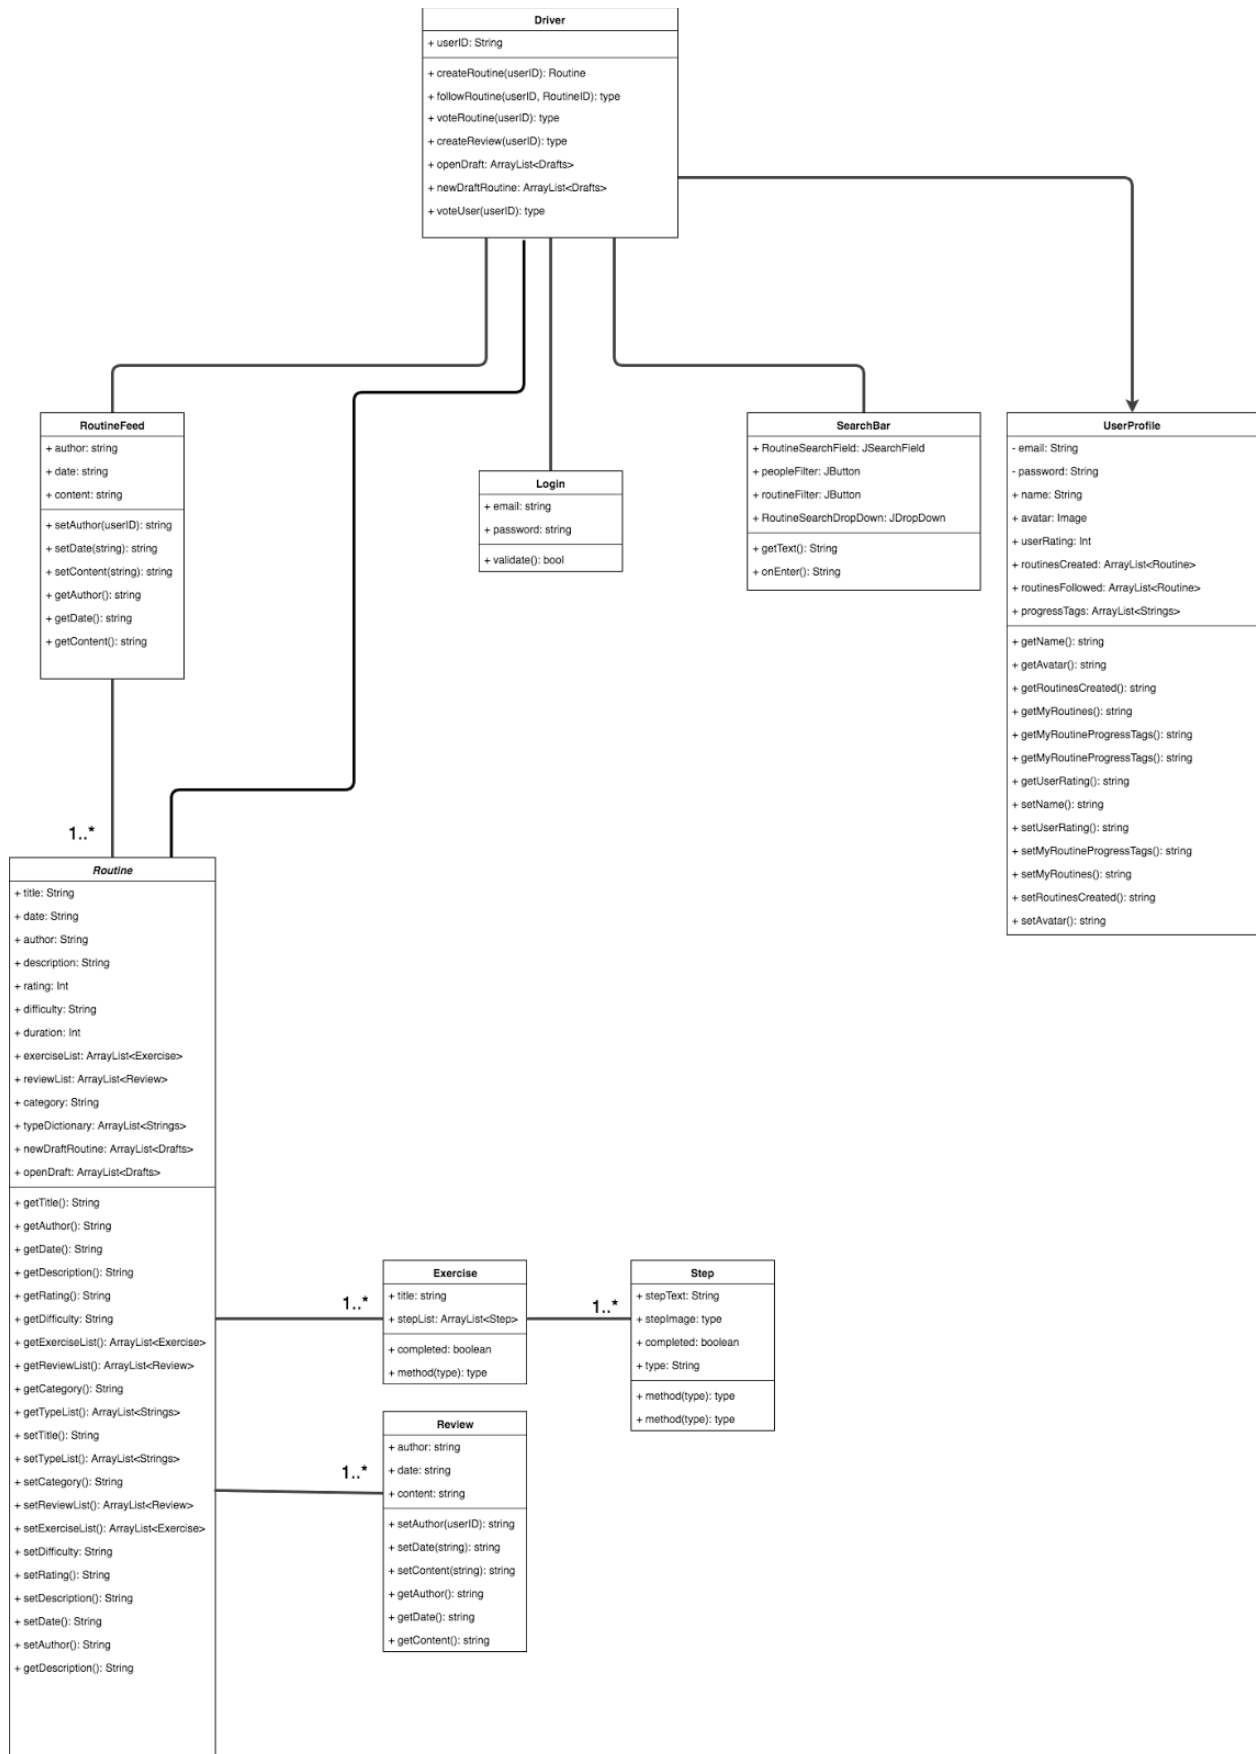 Driver
+ userID: String
+ createRoutine(userID): Routine
+ followRoutine(userID, RoutineID): type
+ voteRoutine(userID): type
+ createReview(userID): type
+ openDraft: ArrayList<Drafts>
+ newDraftRoutine: ArrayList<Drafts>
+ voteUser(userID): type
RoutineFeed
+ author: string
+ date: string
+ content: string
+ setAuthor(userID): string
+ setDate(string): string
+ setContent(string): string
+ getAuthor(): string
+ getDate(): string
+ getContent(): string
Login
+ email: string
+ password: string
+ validate(): bool
SearchBar
+ RoutineSearchField: JSearchField
+ peopleFilter: JButton
+ routineFilter: JButton
+ RoutineSearchDropDown: JDropDown
+ getText(): String
+ onEnter(): String
UserProfile
- email: String
- password: String
+ name: String
+ avatar: Image
+ userRating: Int
+ routinesCreated: ArrayList<Routine>
+ routinesFollowed: ArrayList<Routine>
+ progressTags: ArrayList<Strings>
+ getName(): string
+ getAvatar(): string
+ getRoutinesCreated(): string
+ getMyRoutines(): string
+ getMyRoutineProgressTags(): string
+ getMyRoutineProgressTags(): string
+ getUserRating(): string
+ setName(): string
+ setUserRating(): string
+ setMyRoutineProgressTags(): string
+ setMyRoutines(): string
+ setRoutinesCreated(): string
+ setAvatar(): string
1..*
Routine
+ title: String
+ date: String
+ author: String
+ description: String
+ rating: Int
+ difficulty: String
+ duration: Int
+ exerciseList: ArrayList<Exercise>
+ reviewList: ArrayList<Review>
+ category: String
+ typeDictionary: ArrayList<Strings>
+ newDraftRoutine: ArrayList<Drafts>
+ openDraft: ArrayList<Drafts>
+ getTitle(): String
+ getAuthor(): String
+ getDate(): String
+ getDescription(): String
+ getRating(): String
+ getDifficulty: String
+ getExerciseList(): ArrayList<Exercise>
+ getReviewList(): ArrayList<Review>
+ getCategory(): String
+ getTypeList(): ArrayList<Strings>
+ setTitle(): String
+ setTypeList(): ArrayList<Strings>
+ setCategory(): String
+ setReviewList(): ArrayList<Review>
+ setExerciseList(): ArrayList<Exercise>
+ setDifficulty: String
+ setRating(): String
+ setDescription(): String
+ setDate(): String
+ setAuthor(): String
+ getDescription(): String
1..*
Exercise
+ title: string
+ stepList: ArrayList<Step>
+ completed: boolean
+ method(type): type
1..*
Step
+ stepText: String
+ stepImage: type
+ completed: boolean
+ type: String
+ method(type): type
+ method(type): type
1..*
Review
+ author: string
+ date: string
+ content: string
+ setAuthor(userID): string
+ setDate(string): string
+ setContent(string): string
+ getAuthor(): string
+ getDate(): string
+ getContent(): string